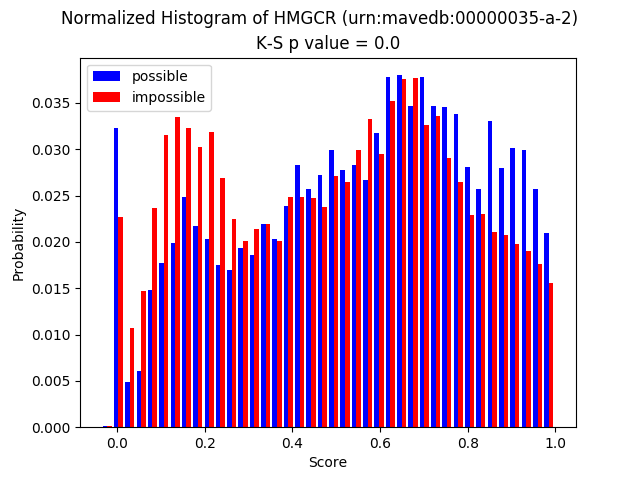 Normalized Histogram of HMGCR (urn:mavedb:00000035-a-2)
K-S p value = 0.0
possible
impossible
0.035
0.030
0.025
0.020
0.015
0.010
0.005
0.000
Probability
0.0 0.2 0.4 0.6 0.8 1.0
Score